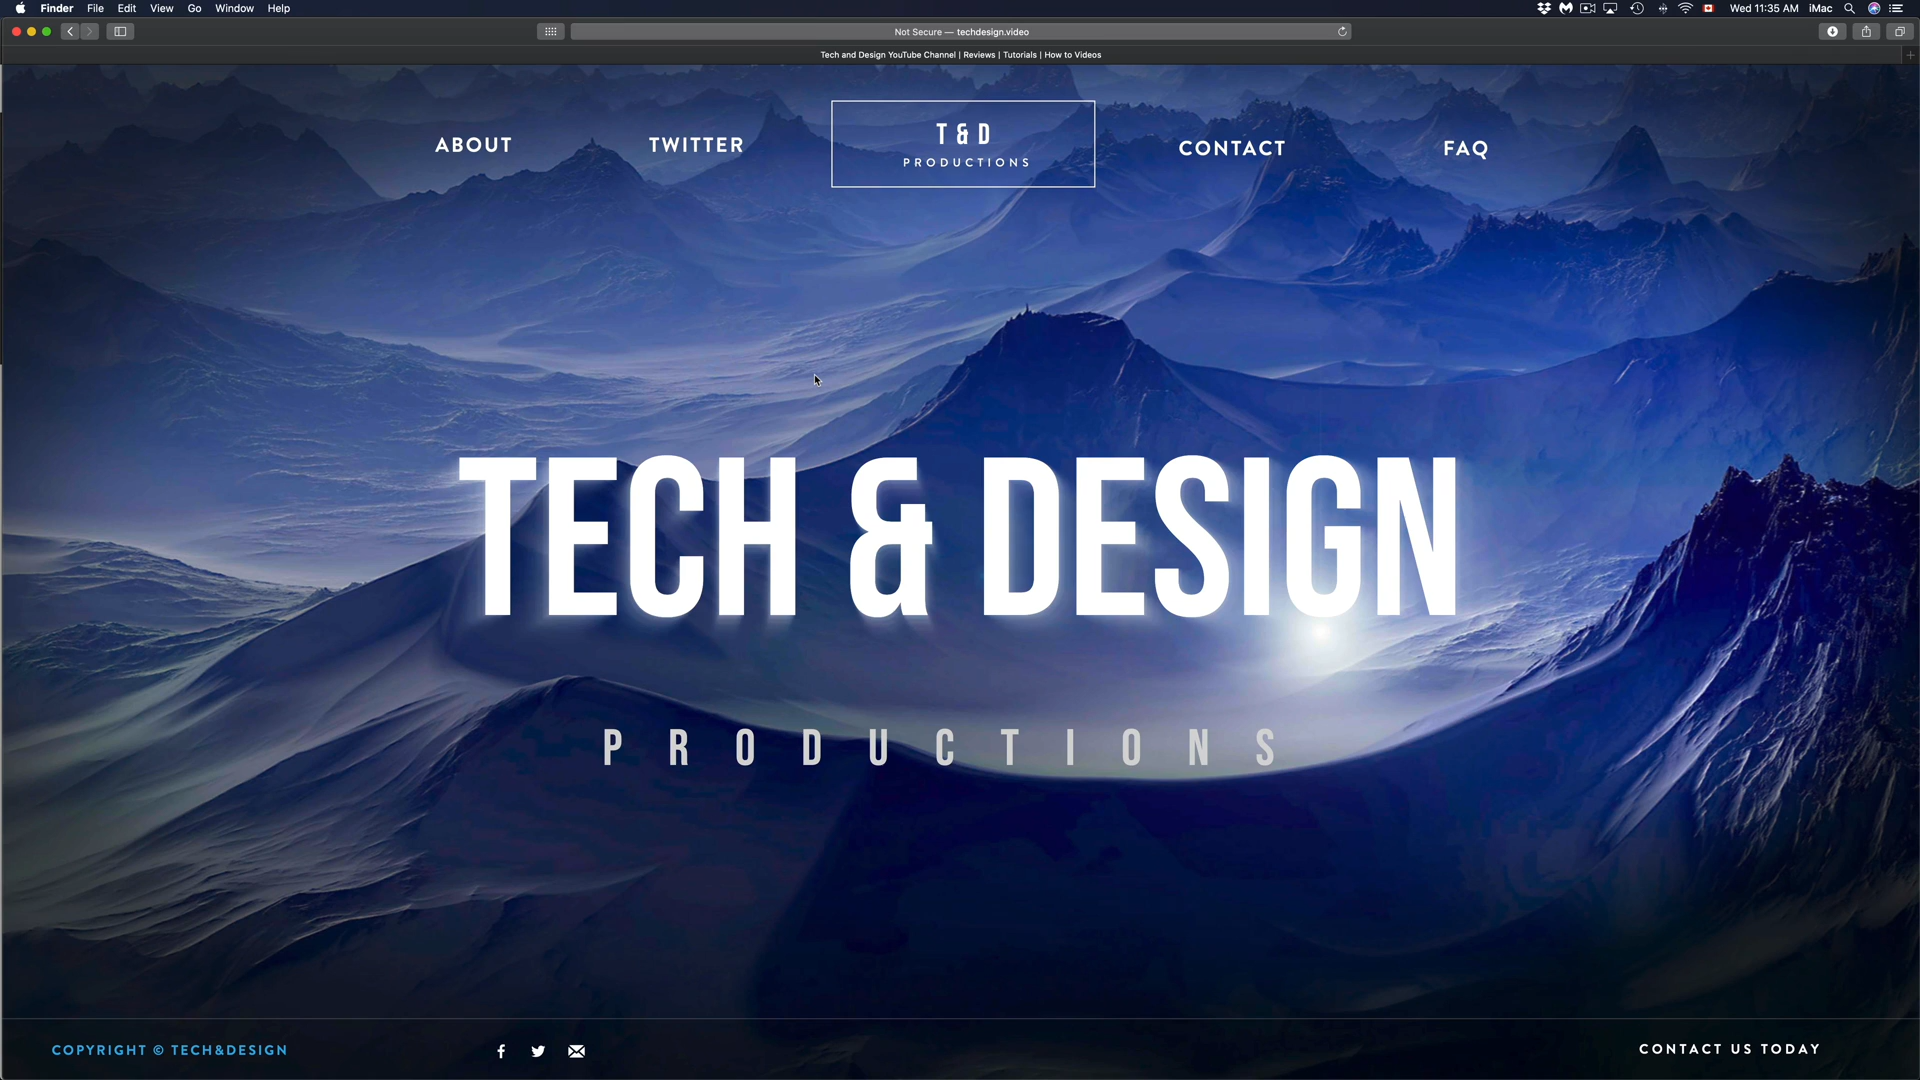 Finder File Edit View Go Window Help Wed 11:35 AM iMac
Not Secure — techdesign.video
Tech and Design YouTube Channel | Reviews | Tutorials | How to Videos
ABOUT TWITTER CONTACT FAQ
T & D
PRODUCTIONS
TECH & DESIGN
PRODUCTIONS
COPYRIGHT © TECH&DESIGN CONTACT US TODAY